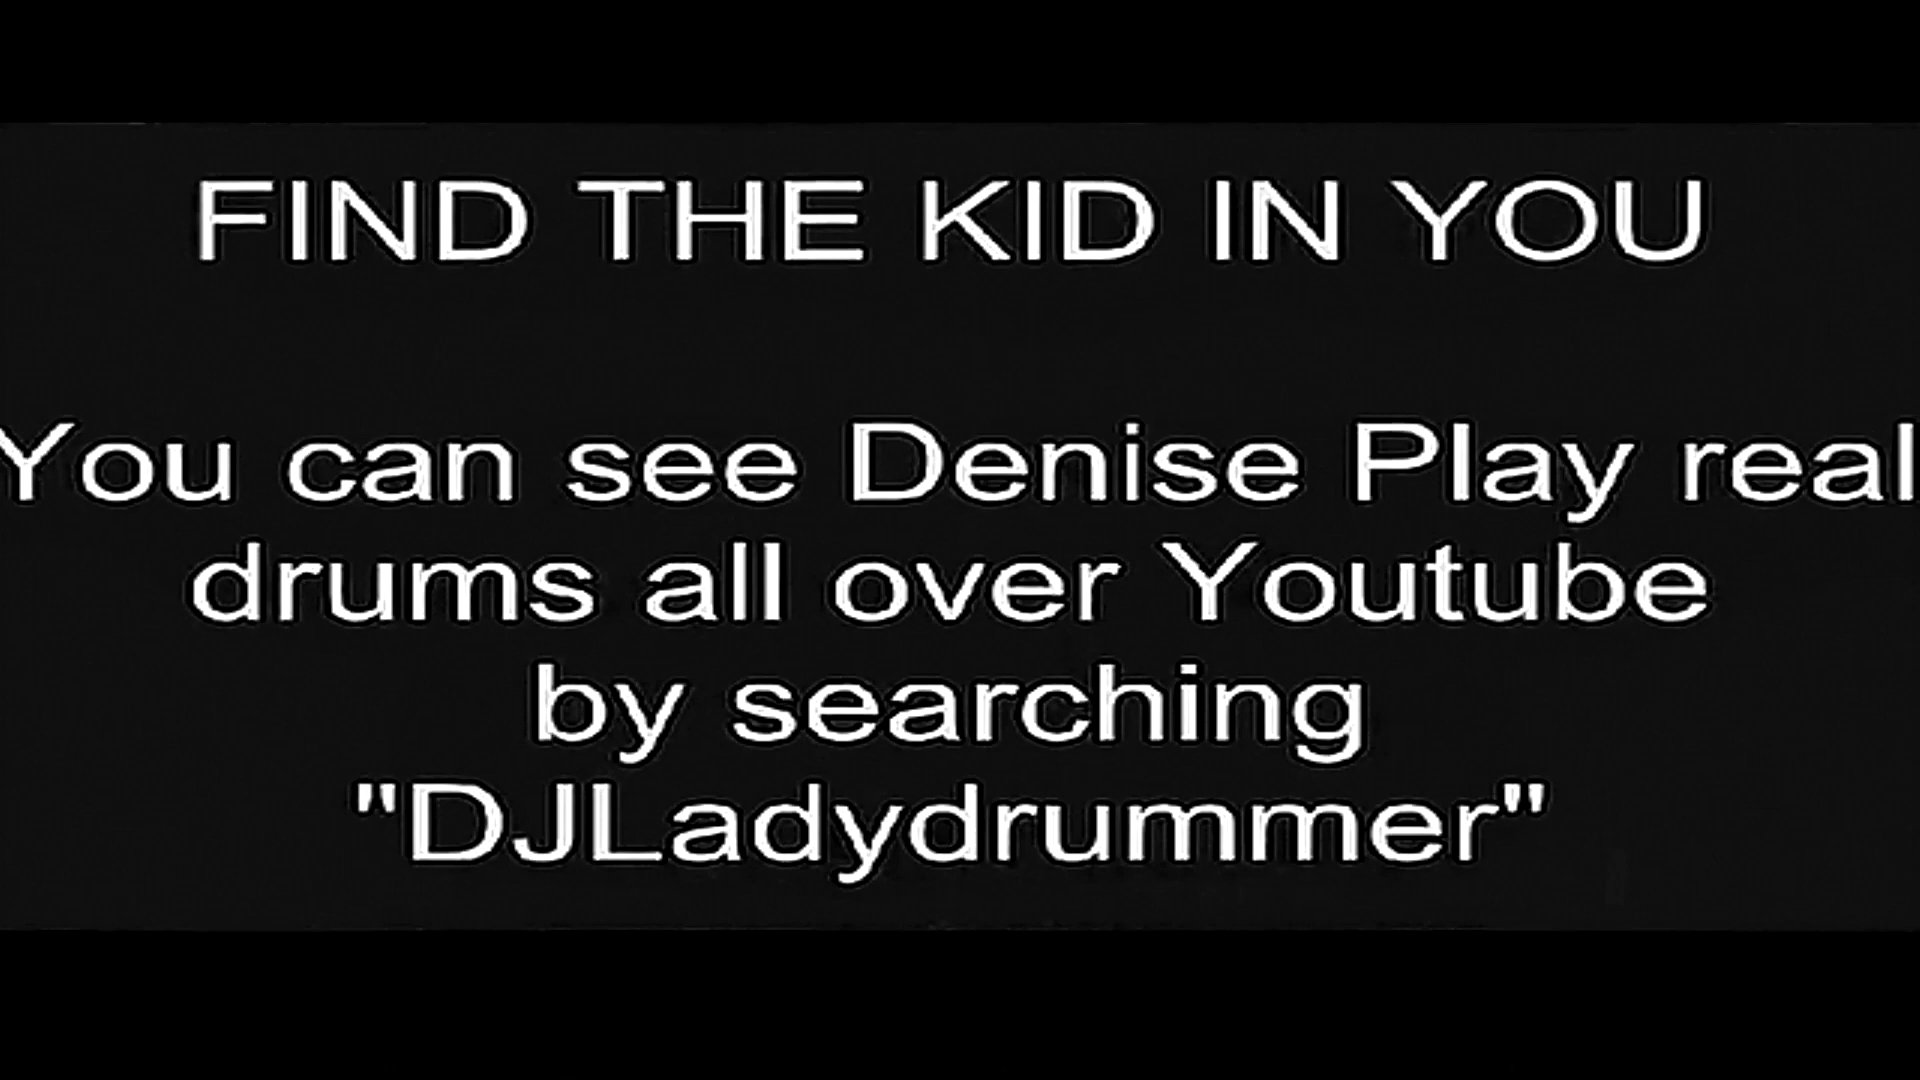 FIND THE KID IN YOU
You can see Denise Play real
drums all over Youtube
by searching
"DJLadydrummer"